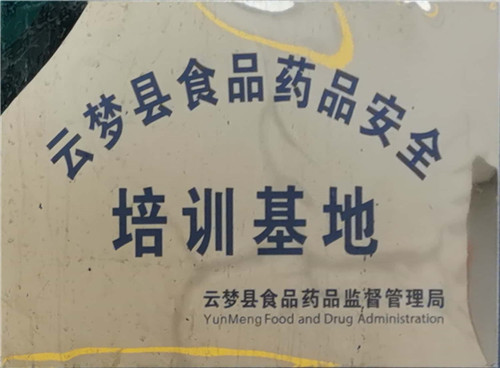 云梦县食品药品安全
培训基地
云梦县食品药品监督管理局
YunMeng Food and Drug Administration